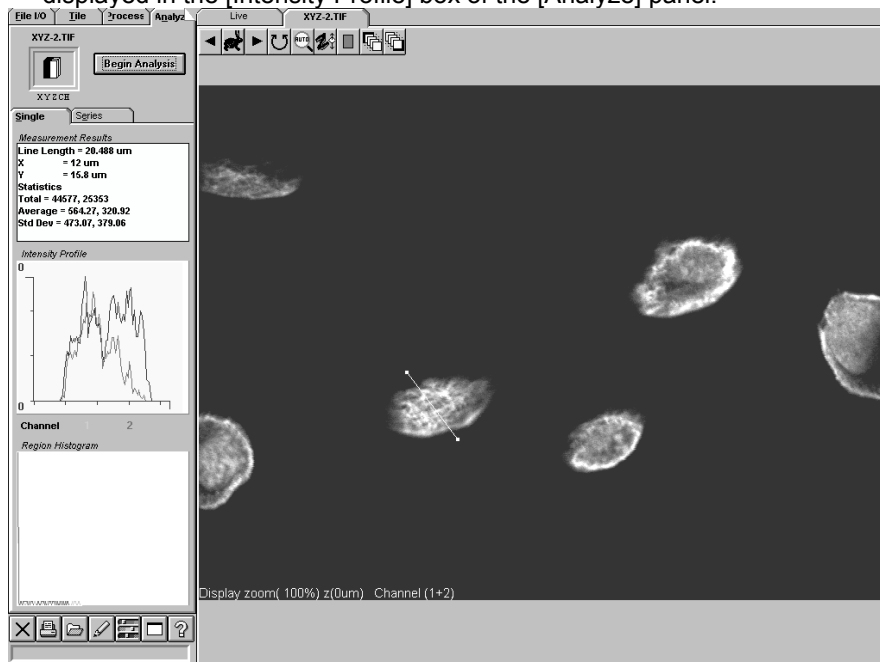 displayed in the [Intensity Profile] box of the [Analyze] panel.
File I/O Tile Process Analyz Live XYZ-2.TIF
XYZ-2.TIF
Begin Analysis
XYZCH
Single Series
Measurement Results
Line Length = 20.488 um
X = 12 um
Y = 15.8 um
Statistics
Total = 44577, 25353
Average = 564.27, 320.92
Std Dev = 473.07, 379.06
Intensity Profile
0
0
Channel 1 2
Region Histogram
Display zoom( 100%) z(0um) Channel (1+2)
AUTO
?